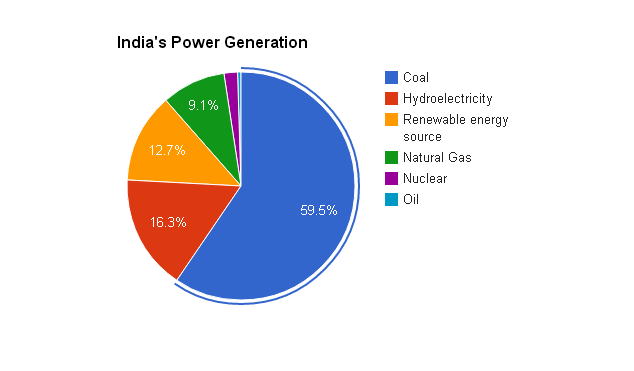 India's Power Generation
Coal
Hydroelectricity
Renewable energy
source
Natural Gas
Nuclear
Oil
9.1%
12.7%
16.3%
59.5%